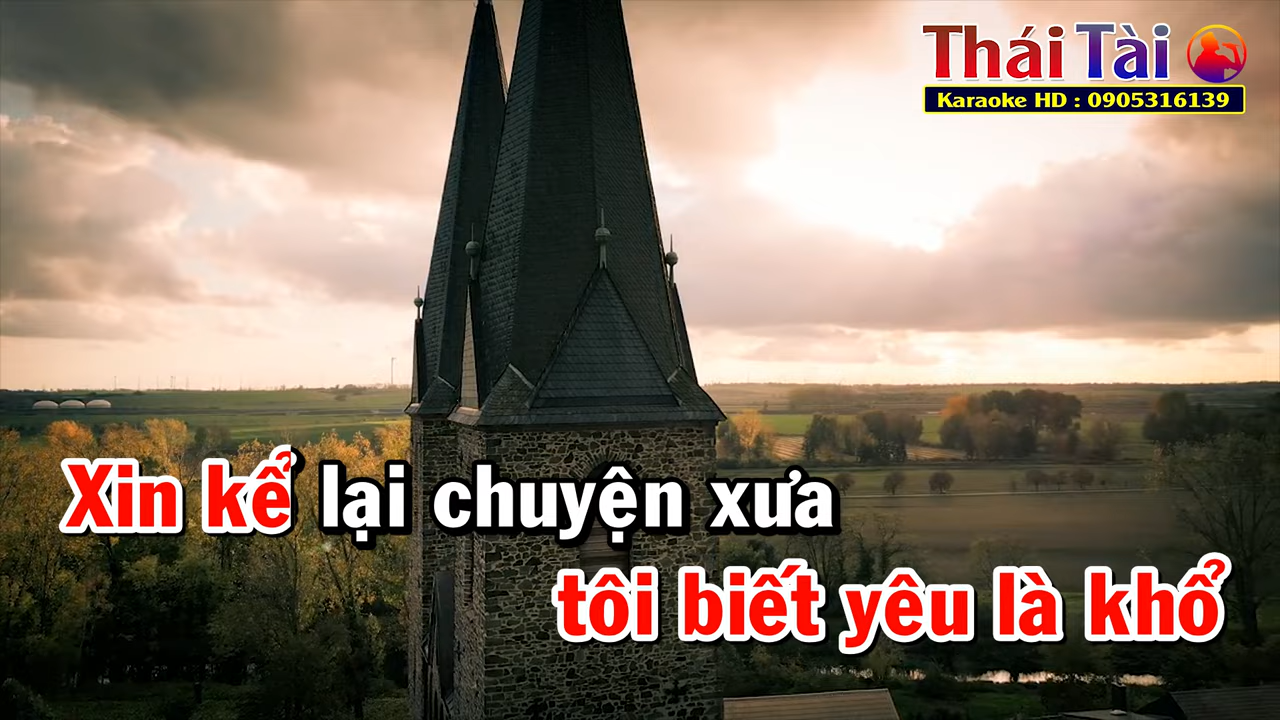 Thái Tài
Karaoke HD : 0905316139
Xin kể lại chuyện xưa
tôi biết yêu là khổ